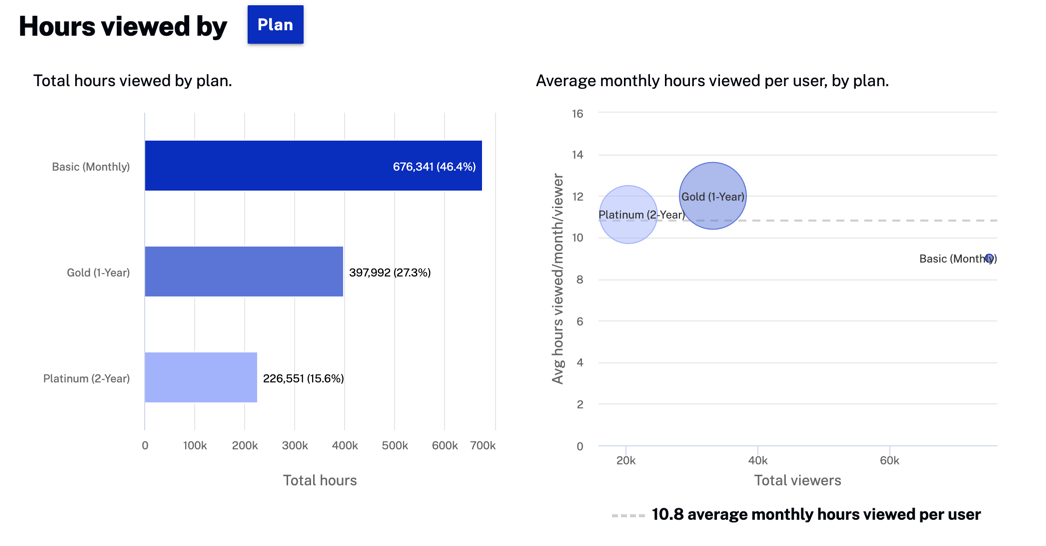 Hours viewed by Plan
Total hours viewed by plan.
Basic (Monthly)
676,341 (46.4%)
Gold (1-Year)
397,992 (27.3%)
Platinum (2-Year)
226,551 (15.6%)
0 100k 200k 300k 400k 500k 600k 700k
Total hours
Average monthly hours viewed per user, by plan.
Avg hours viewed/month/viewer
16
14
12
10
8
6
4
2
0
Gold (1-Year)
Platinum (2-Year)
Basic (Monthly)
20k 40k 60k
Total viewers
10.8 average monthly hours viewed per user